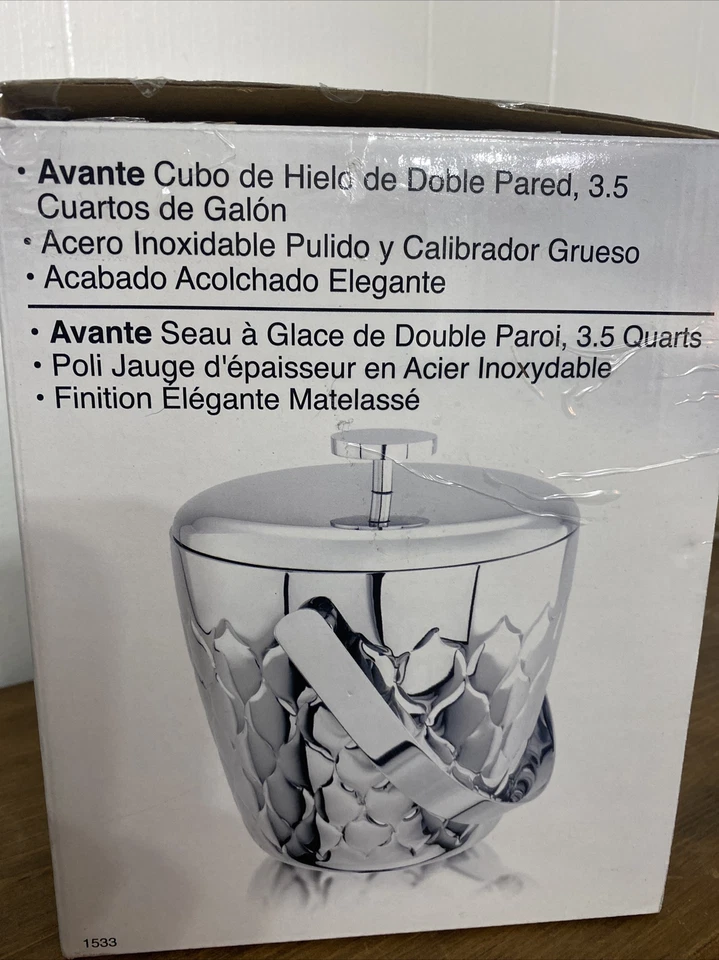 • Avante Cubo de Hielo de Doble Pared, 3.5
Cuartos de Galón
• Acero Inoxidable Pulido y Calibrador Grueso
• Acabado Acolchado Elegante
• Avante Seau à Glace de Double Paroi, 3.5 Quarts
• Poli Jauge d'épaisseur en Acier Inoxydable
• Finition Élégante Matelassé
1533